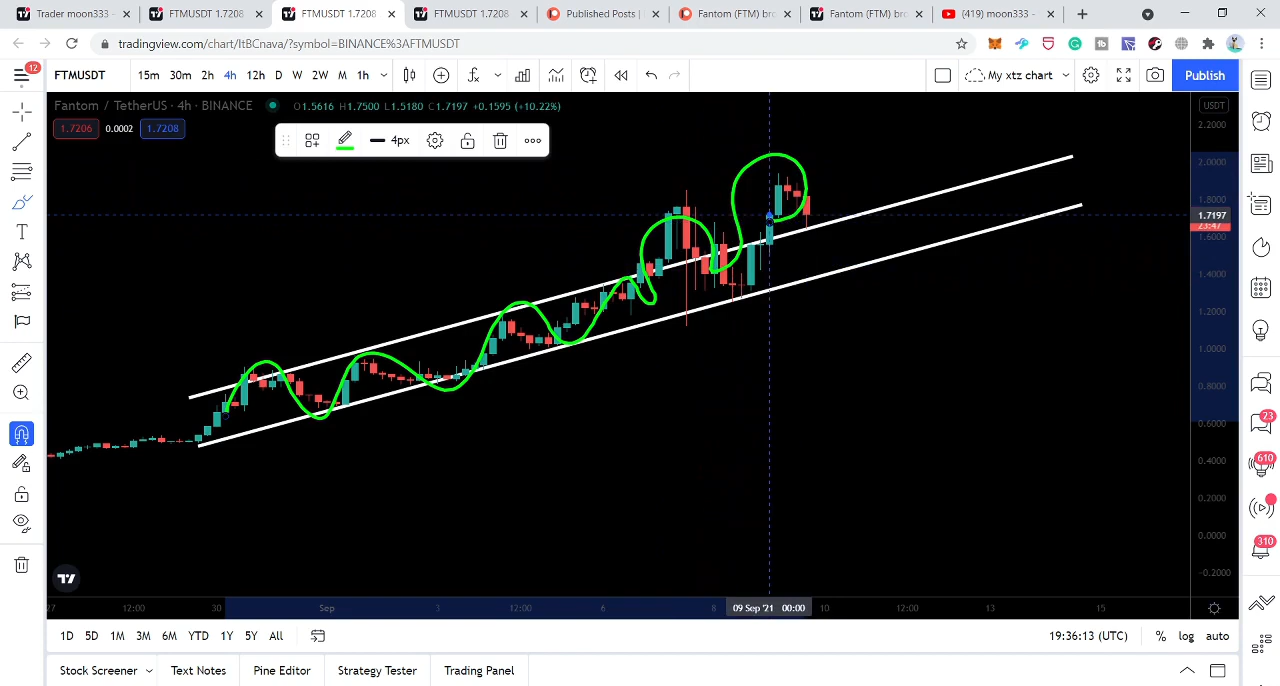 Trader moon333 -
FTMUSDT 1.7208
FTMUSDT 1.7208
FTMUSDT 1.7208
Published Posts |
Fantom (FTM) bro
Fantom (FTM) bro
(419) moon333 -
tradingview.com/chart/ItBCnava/?symbol=BINANCE%3AFTMUSDT
12
FTMUSDT 15m 30m 2h 4h 12h D W 2W M 1h
My xtz chart
Publish
Fantom / TetherUS · 4h · BINANCE O1.5616 H1.7500 L1.5180 C1.7197 +0.1595 (+10.22%)
USDT
1.7206 0.0002 1.7208
4px
2.2000
2.0000
1.8000
1.7197
23:47
1.6000
1.4000
1.2000
1.0000
0.8000
0.6000
0.4000
0.2000
0.0000
-0.2000
23
610
310
27 12:00 30 Sep 3 12:00 6 8 09 Sep '21 00:00 10 12:00 13 15
1D 5D 1M 3M 6M YTD 1Y 5Y All
19:36:13 (UTC) % log auto
Stock Screener Text Notes Pine Editor Strategy Tester Trading Panel